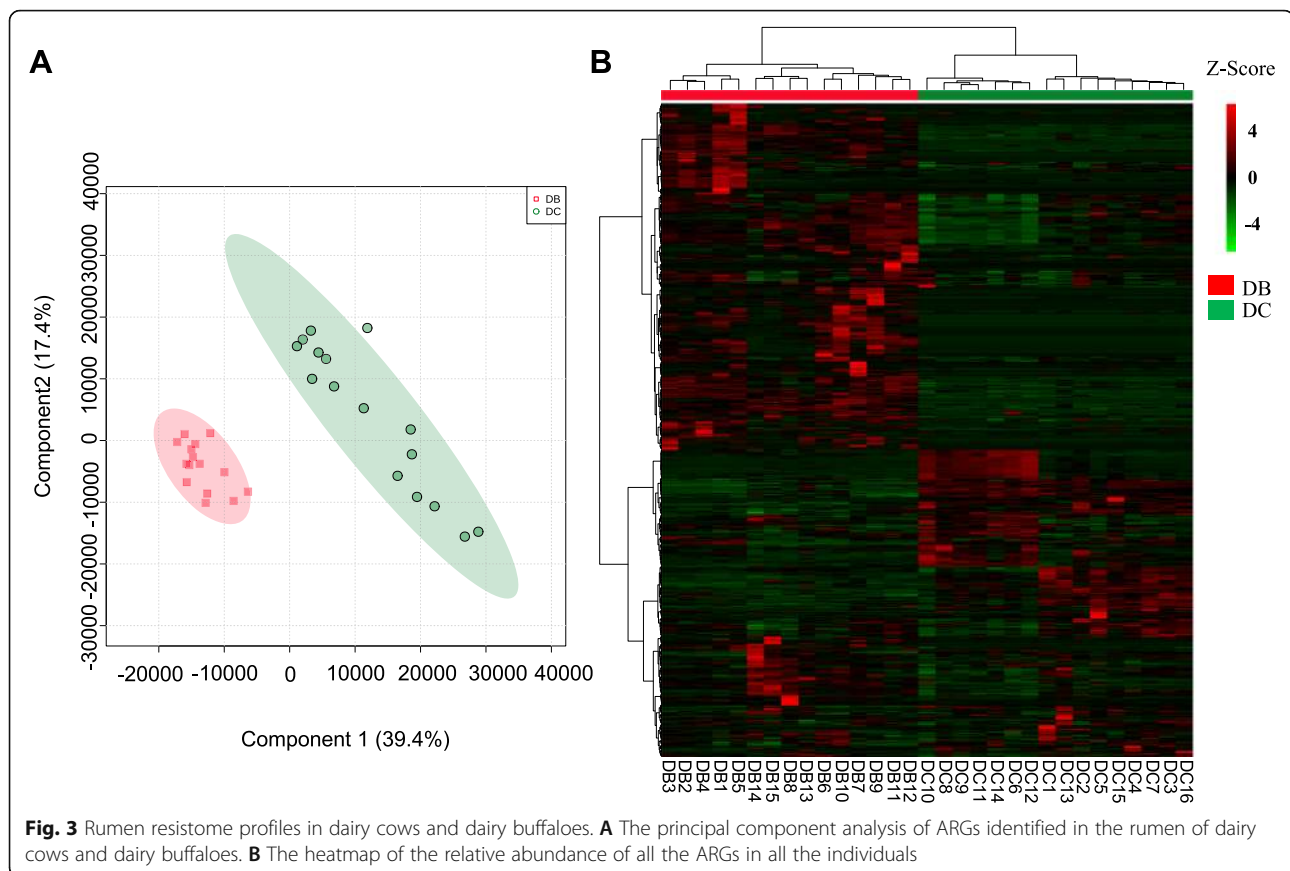 A
Component2 (17.4%)
40000
30000
20000
10000
0
-10000
-20000
-30000
DB
DC
-20000 -10000 0 10000 20000 30000 40000
Component 1 (39.4%)
B
Z-Score
4
0
-4
DB
DC
DB3 DB2 DB4 DB1 DB5 DB14 DB15 DB8 DB13 DB6 DB10 DB7 DB9 DB11 DB12 DC10 DC8 DC9 DC11 DC14 DC6 DC12 DC1 DC13 DC2 DC5 DC15 DC4 DC7 DC3 DC16
Fig. 3 Rumen resistome profiles in dairy cows and dairy buffaloes. A The principal component analysis of ARGs identified in the rumen of dairy
cows and dairy buffaloes. B The heatmap of the relative abundance of all the ARGs in all the individuals